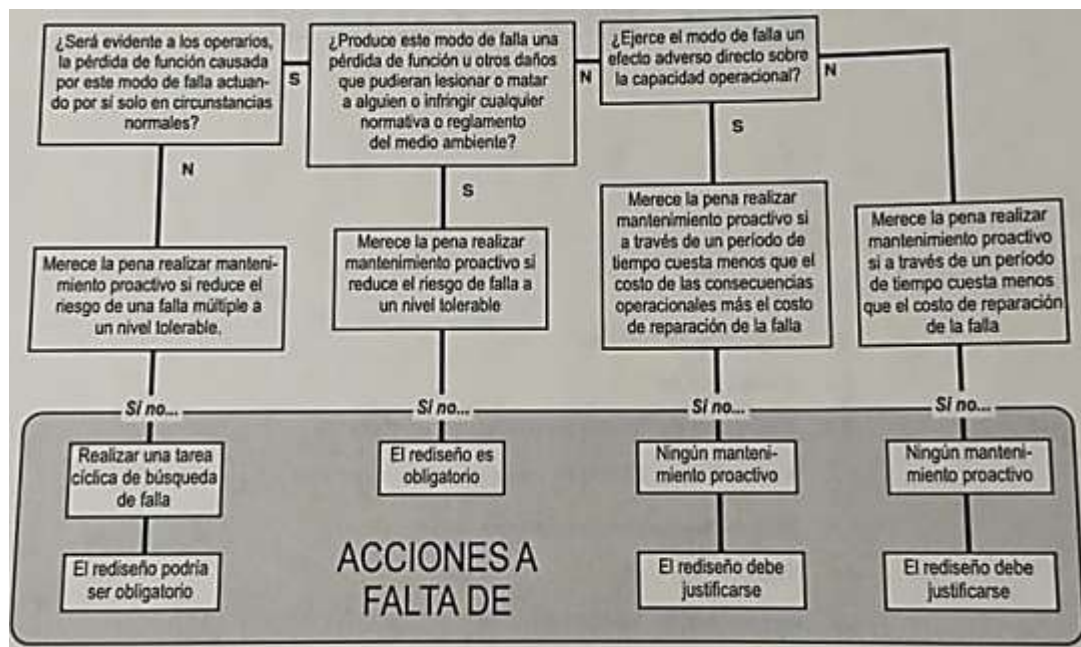 ¿Será evidente a los operarios,
la pérdida de función causada
por este modo de falla actuan-
do por sí solo en circunstancias
normales?
S
¿Produce este modo de falla una
pérdida de función u otros daños
que pudieran lesionar o matar
a alguien o infringir cualquier
normativa o reglamento
del medio ambiente?
N
¿Ejerce el modo de falla un
efecto adverso directo sobre
la capacidad operacional?
N
N
S
S
Merece la pena realizar manteni-
miento proactivo si reduce el
riesgo de una falla múltiple a
un nivel tolerable.
Merece la pena realizar
mantenimiento proactivo si
reduce el riesgo de falla a
un nivel tolerable
Merece la pena realizar
mantenimiento proactivo si
a través de un período de
tiempo cuesta menos que el
costo de las consecuencias
operacionales más el costo
de reparación de la falla
Merece la pena realizar
mantenimiento proactivo
si a través de un período
de tiempo cuesta menos
que el costo de reparación
de la falla
Sí no...
Sí no...
Sí no...
Sí no...
Realizar una tarea
cíclica de búsqueda
de falla
El rediseño es
obligatorio
Ningún manteni-
miento proactivo
Ningún manteni-
miento proactivo
El rediseño podría
ser obligatorio
ACCIONES A
FALTA DE
El rediseño debe
justificarse
El rediseño debe
justificarse